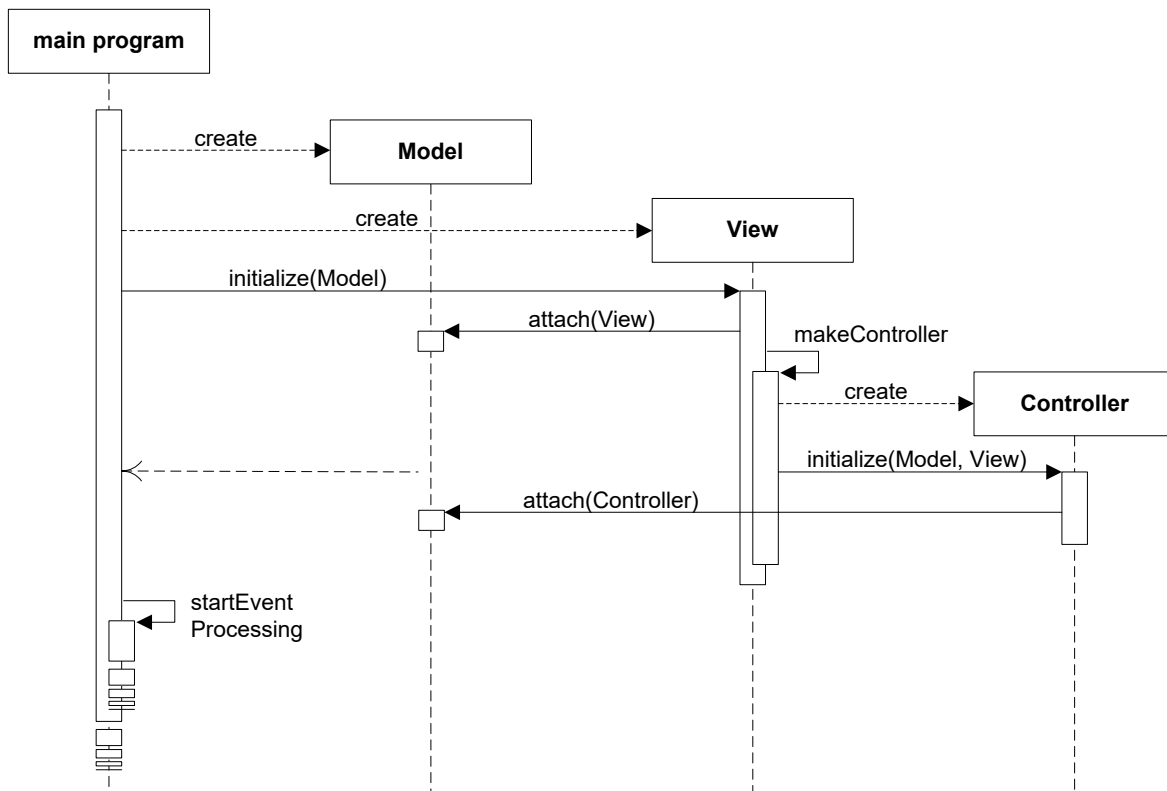 main program
create
Model
create
View
initialize(Model)
attach(View)
makeController
create
Controller
initialize(Model, View)
attach(Controller)
startEvent
Processing